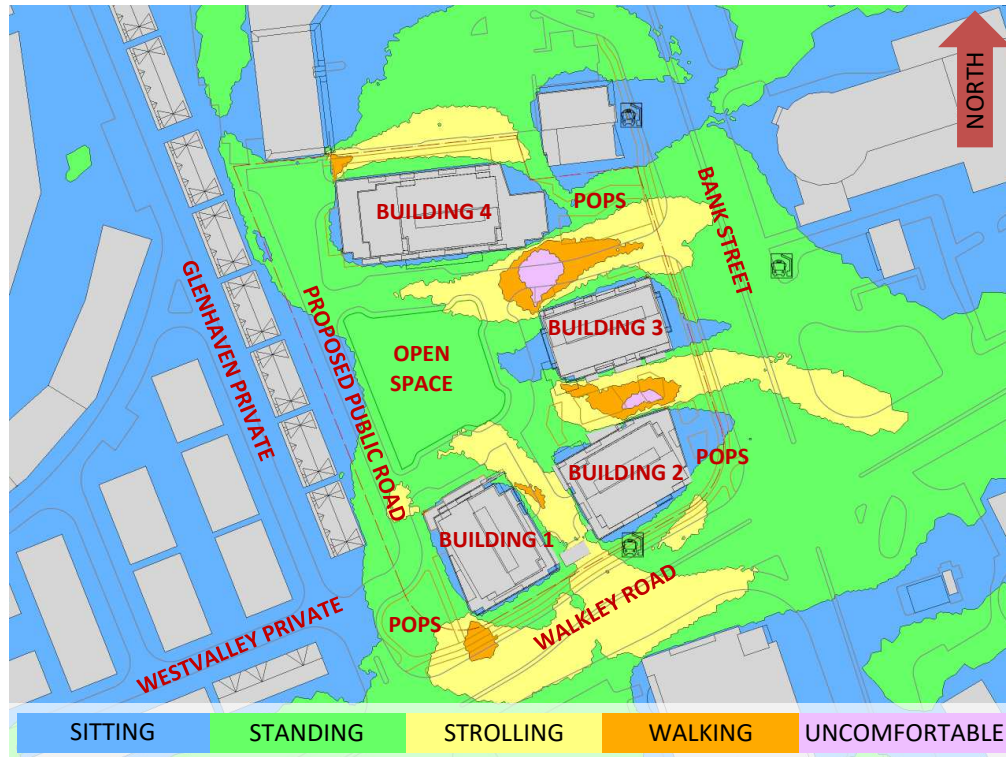 NORTH
BUILDING 4
POPS
BANK STREET
GLENHAVEN PRIVATE
PROPOSED PUBLIC ROAD
BUILDING 3
OPEN
SPACE
BUILDING 2
POPS
BUILDING 1
WALKLEY ROAD
POPS
WESTVALLEY PRIVATE
SITTING
STANDING
STROLLING
WALKING
UNCOMFORTABLE